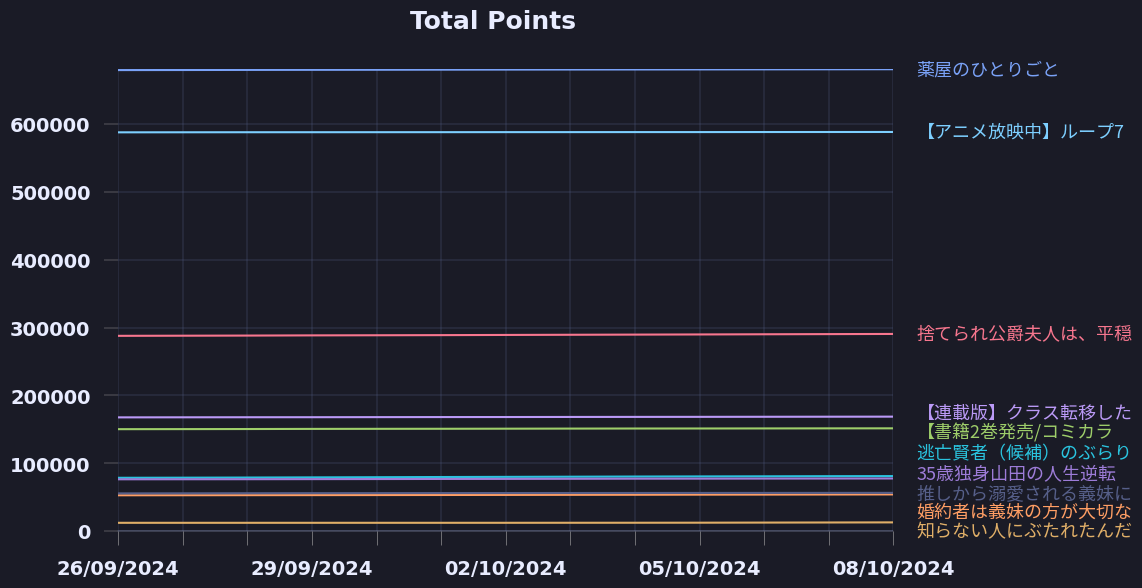 Total Points
600000
500000
400000
300000
200000
100000
0
26/09/2024
29/09/2024
02/10/2024
05/10/2024
08/10/2024
薬屋のひとりごと
【アニメ放映中】ループ7
捨てられ公爵夫人は、平穏
【連載版】クラス転移した
【書籍2巻発売/コミカラ
逃亡賢者（候補）のぶらり
35歳独身山田の人生逆転
推しから溺愛される義妹に
婚約者は義妹の方が大切な
知らない人にぶたれたんだ